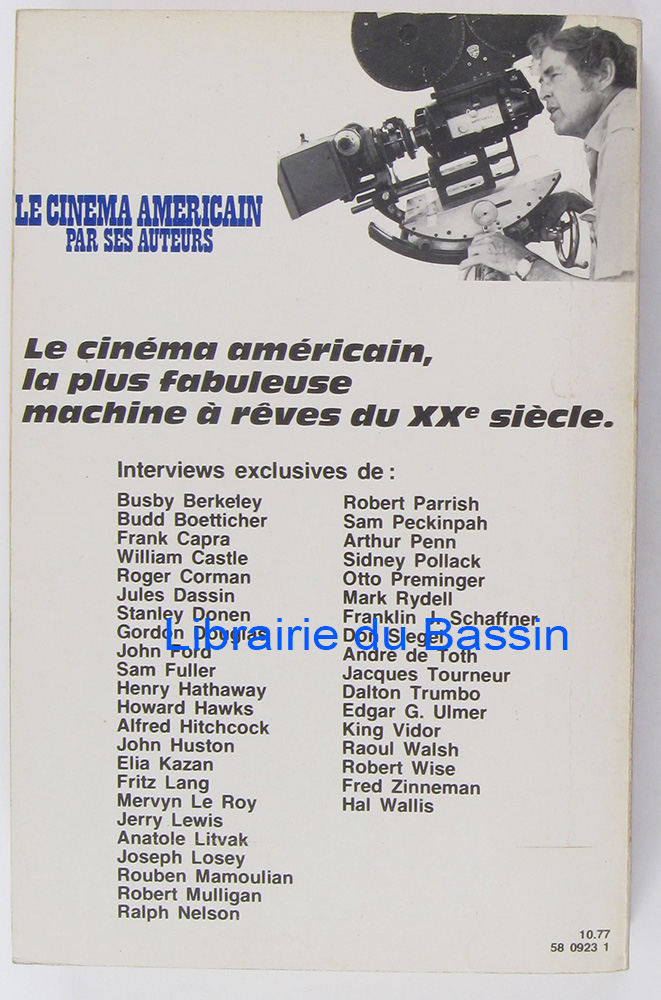 LE CINEMA AMERICAIN
PAR SES AUTEURS
Le cinéma américain,
la plus fabuleuse
machine à rêves du XXe siècle.
Interviews exclusives de :
Busby Berkeley
Budd Boetticher
Frank Capra
William Castle
Roger Corman
Jules Dassin
Stanley Donen
Gordon Douglas
John Ford
Sam Fuller
Henry Hathaway
Howard Hawks
Alfred Hitchcock
John Huston
Elia Kazan
Fritz Lang
Mervyn Le Roy
Jerry Lewis
Anatole Litvak
Joseph Losey
Rouben Mamoulian
Robert Mulligan
Ralph Nelson
Robert Parrish
Sam Peckinpah
Arthur Penn
Sidney Pollack
Otto Preminger
Mark Rydell
Franklin J. Schaffner
Don Siegel
Andre de Toth
Jacques Tourneur
Dalton Trumbo
Edgar G. Ulmer
King Vidor
Raoul Walsh
Robert Wise
Fred Zinneman
Hal Wallis
Librairie du Bassin
10.77
58 0923 1